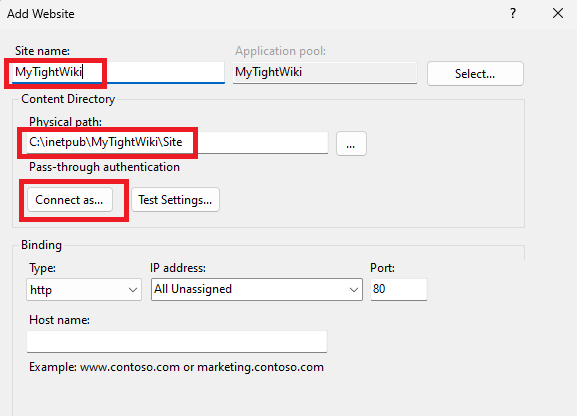 Add Website
? 
Site name:
Application pool:
MyTightWiki
MyTightWiki
Select...
Content Directory
Physical path:
C:\inetpub\MyTightWiki\Site
...
Pass-through authentication
Connect as...
Test Settings...
Binding
Type:
IP address:
Port:
http
All Unassigned
80
Host name:
Example: www.contoso.com or marketing.contoso.com